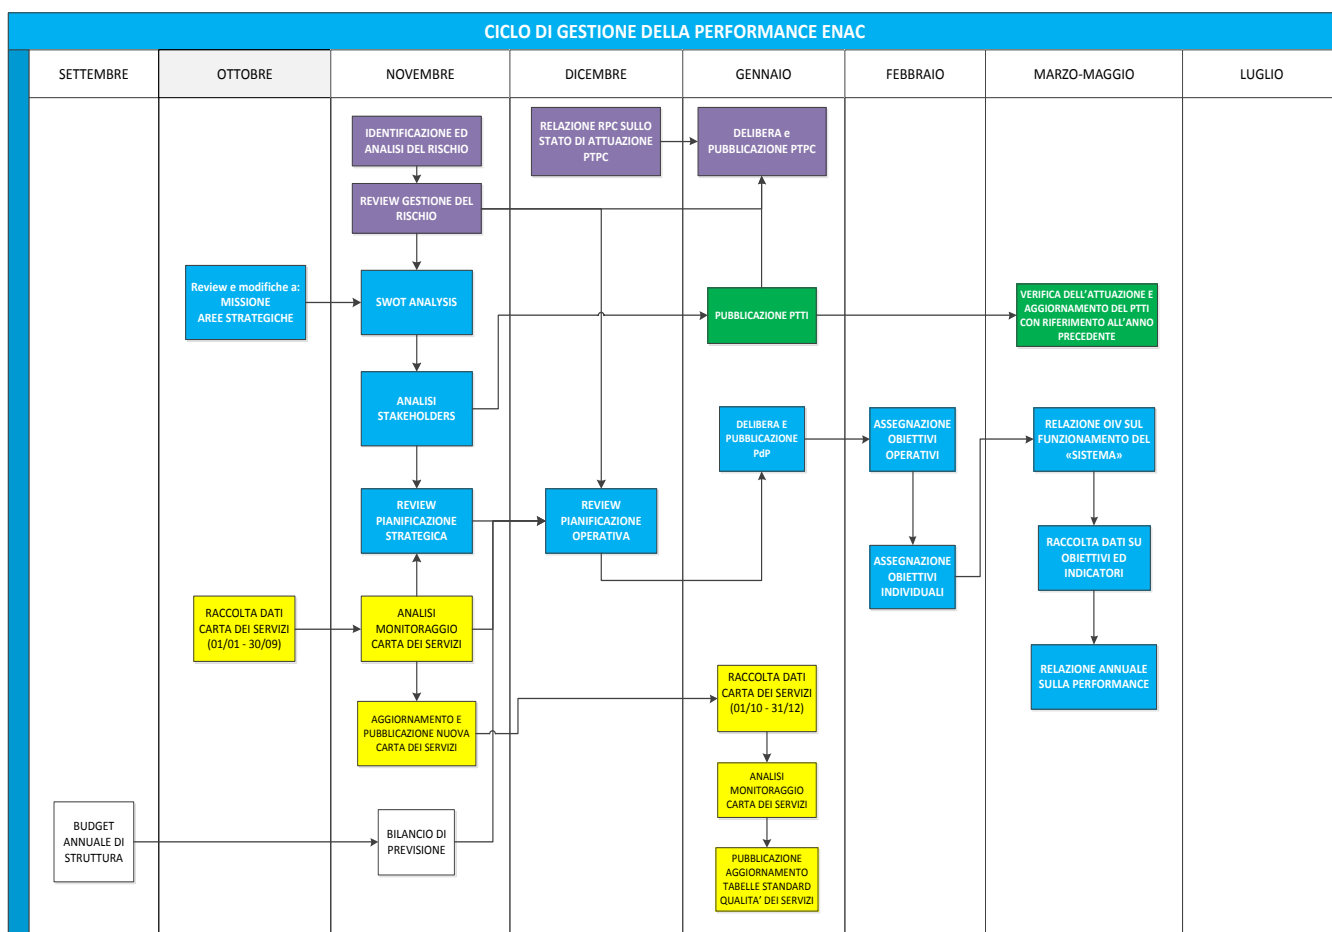 CICLO DI GESTIONE DELLA PERFORMANCE ENAC
SETTEMBRE
OTTOBRE
NOVEMBRE
DICEMBRE
GENNAIO
FEBBRAIO
MARZO-MAGGIO
LUGLIO
IDENTIFICAZIONE ED
ANALISI DEL RISCHIO
RELAZIONE RPC SULLO
STATO DI ATTUAZIONE
PTPC
DELIBERA e
PUBBLICAZIONE PTPC
REVIEW GESTIONE DEL
RISCHIO
Review e modifiche a:
MISSIONE
AREE STRATEGICHE
SWOT ANALYSIS
PUBBLICAZIONE PTTI
VERIFICA DELL'ATTUAZIONE E
AGGIORNAMENTO DEL PTTI
CON RIFERIMENTO ALL'ANNO
PRECEDENTE
ANALISI
STAKEHOLDERS
DELIBERA E
PUBBLICAZIONE
PdP
ASSEGNAZIONE
OBIETTIVI
OPERATIVI
RELAZIONE OIV SUL
FUNZIONAMENTO DEL
«SISTEMA»
REVIEW
PIANIFICAZIONE
STRATEGICA
REVIEW
PIANIFICAZIONE
OPERATIVA
ASSEGNAZIONE
OBIETTIVI
INDIVIDUALI
RACCOLTA DATI SU
OBIETTIVI ED
INDICATORI
RACCOLTA DATI
CARTA DEI SERVIZI
(01/01 - 30/09)
ANALISI
MONITORAGGIO
CARTA DEI SERVIZI
RELAZIONE ANNUALE
SULLA PERFORMANCE
AGGIORNAMENTO E
PUBBLICAZIONE NUOVA
CARTA DEI SERVIZI
RACCOLTA DATI
CARTA DEI SERVIZI
(01/10 - 31/12)
ANALISI
MONITORAGGIO
CARTA DEI SERVIZI
BUDGET
ANNUALE DI
STRUTTURA
BILANCIO DI
PREVISIONE
PUBBLICAZIONE
AGGIORNAMENTO
TABELLE STANDARD
QUALITA' DEI SERVIZI